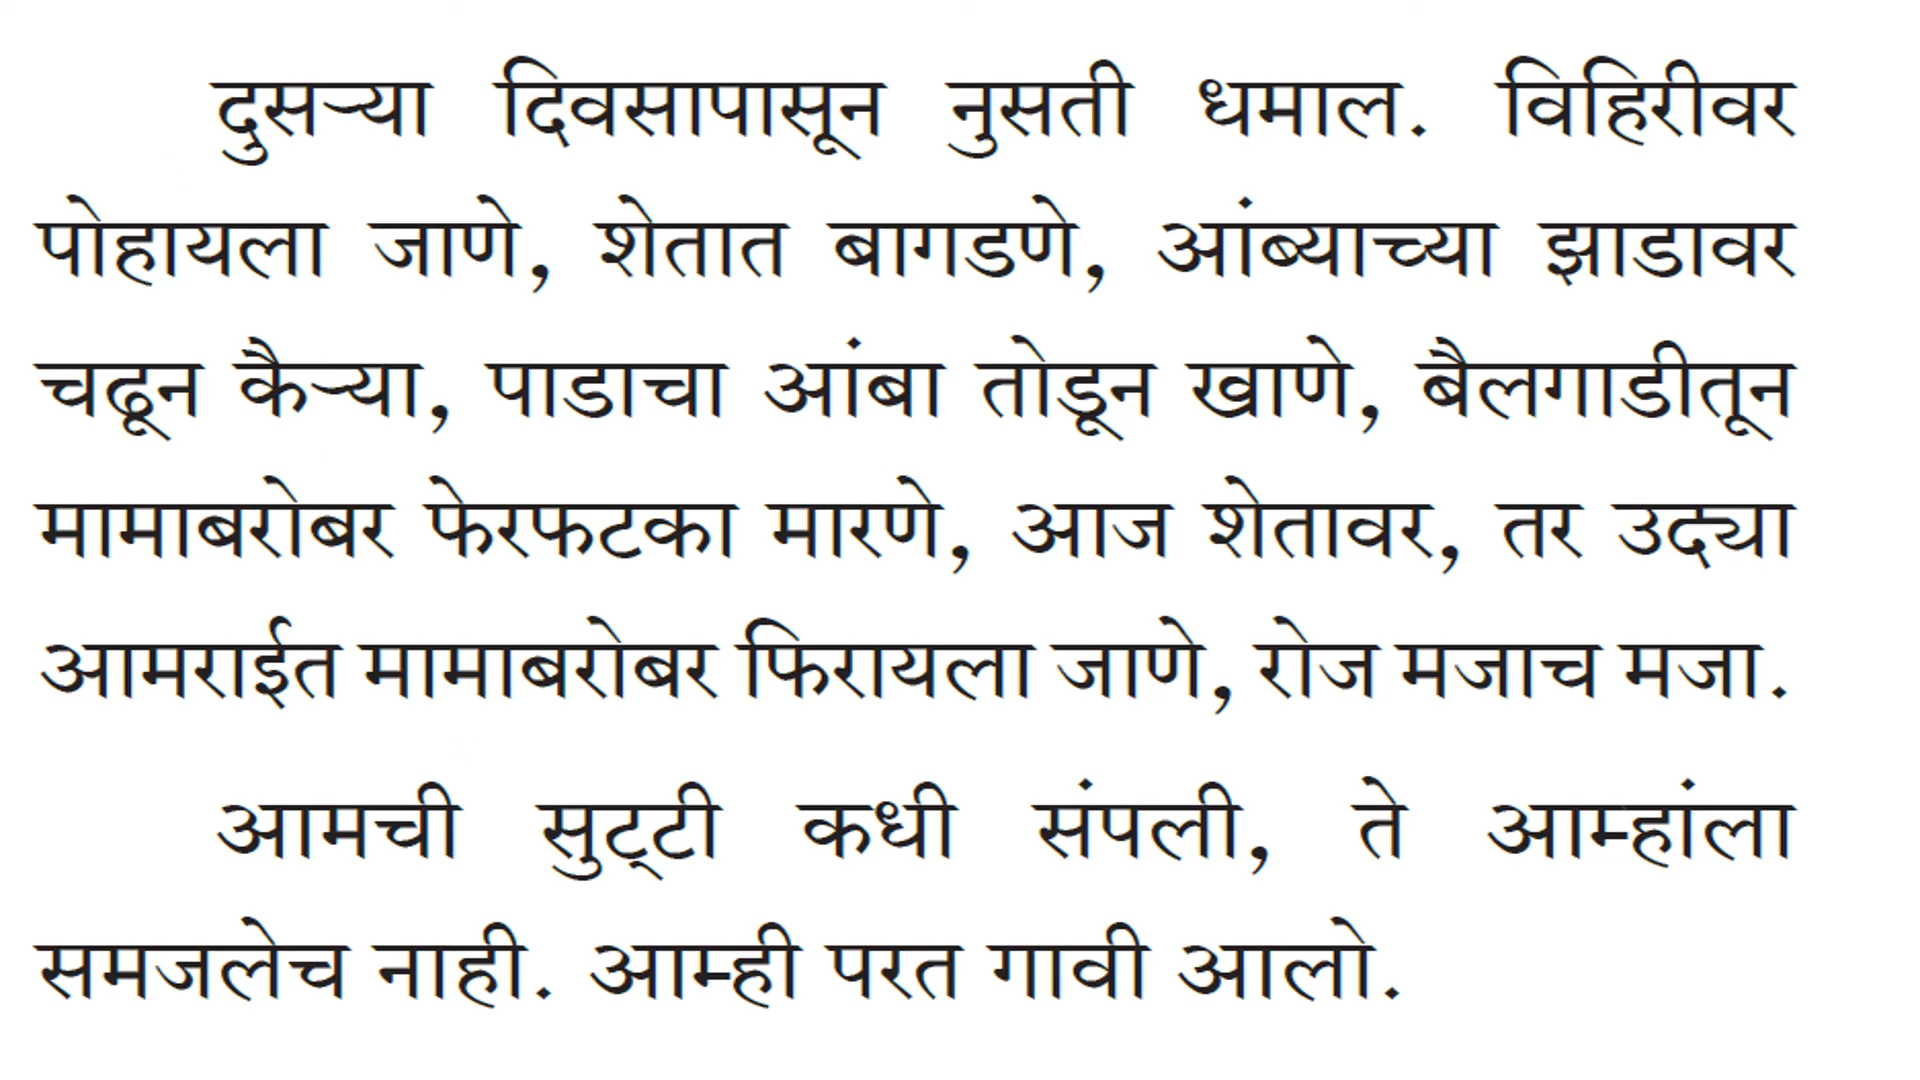 दुसऱ्या दिवसापासून नुसती धमाल. विहिरीवर
पोहायला जाणे, शेतात बागडणे, आंब्याच्या झाडावर
चढून कैऱ्या, पाडाचा आंबा तोडून खाणे, बैलगाडीतून
मामाबरोबर फेरफटका मारणे, आज शेतावर, तर उद्या
आमराईत मामाबरोबर फिरायला जाणे, रोज मजाच मजा.
आमची सुट्टी कधी संपली, ते आम्हांला
समजलेच नाही. आम्ही परत गावी आलो.